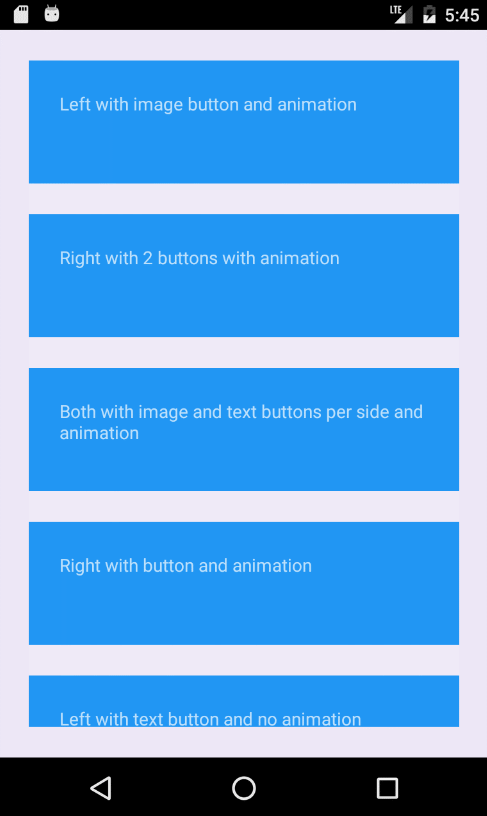 LTE
5:45
Left with image button and animation
Right with 2 buttons with animation
Both with image and text buttons per side and
animation
Right with button and animation
Left with text button and no animation